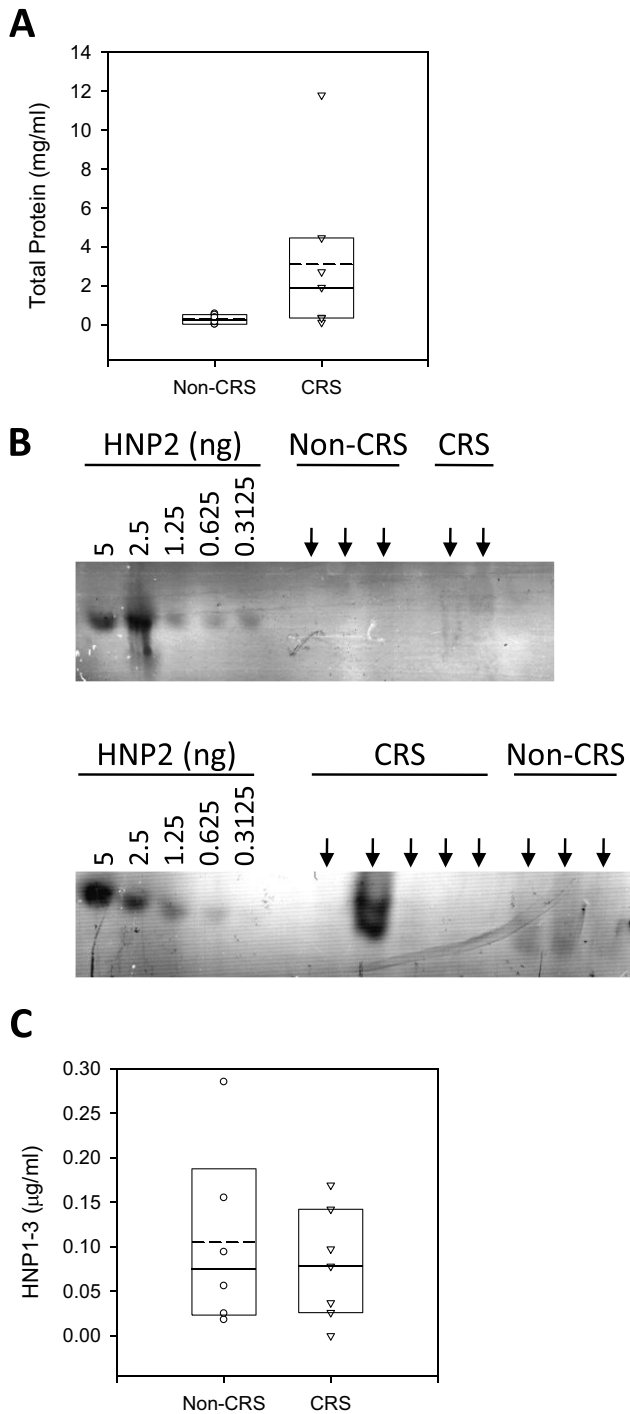 A
Total Protein (mg/ml)
14
12
10
8
6
4
2
0
Non-CRS CRS
B
HNP2 (ng) Non-CRS CRS
5 2.5 1.25 0.625 0.3125
HNP2 (ng) CRS Non-CRS
5 2.5 1.25 0.625 0.3125
C
HNP1-3 (μg/ml)
0.30
0.25
0.20
0.15
0.10
0.05
0.00
Non-CRS CRS